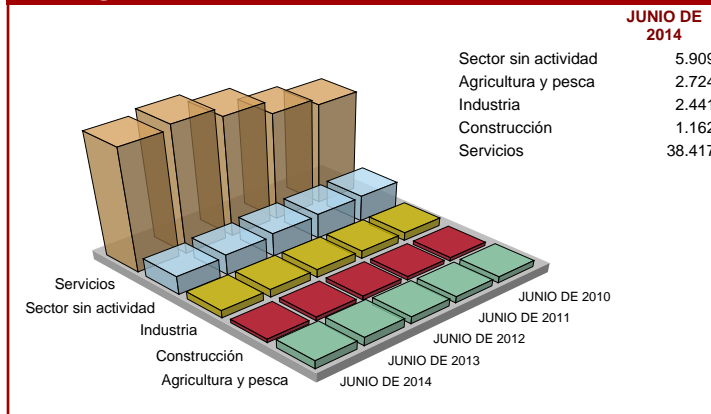 JUNIO DE
2014
Sector sin actividad 5.909
Agricultura y pesca 2.724
Industria 2.441
Construcción 1.162
Servicios 38.417
Servicios
Sector sin actividad
Industria
Construcción
Agricultura y pesca
JUNIO DE 2010
JUNIO DE 2011
JUNIO DE 2012
JUNIO DE 2013
JUNIO DE 2014